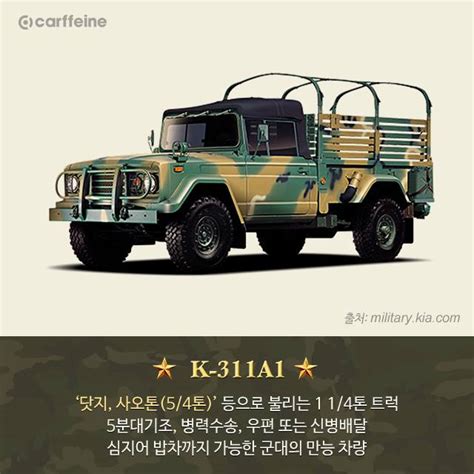 carffeine
출처: military.kia.com
K-311A1
‘닷지, 사오톤(5/4톤)’ 등으로 불리는 1 1/4톤 트럭
5분대기조, 병력수송, 우편 또는 신병배달
심지어 밥차까지 가능한 군대의 만능 차량